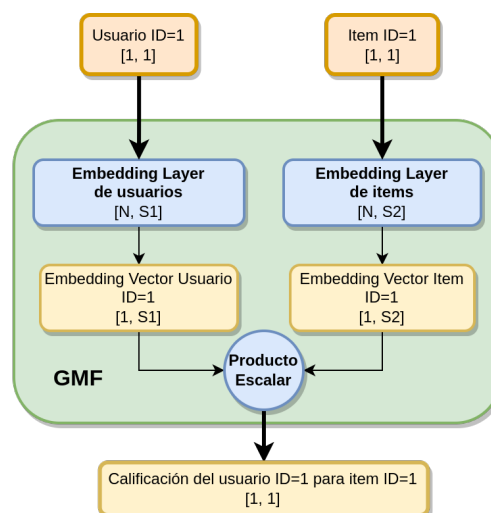 Usuario ID=1
[1, 1]
Item ID=1
[1, 1]
Embedding Layer
de usuarios
[N, S1]
Embedding Layer
de items
[N, S2]
Embedding Vector Usuario
ID=1
[1, S1]
Embedding Vector Item
ID=1
[1, S2]
Producto
Escalar
GMF
Calificación del usuario ID=1 para item ID=1
[1, 1]